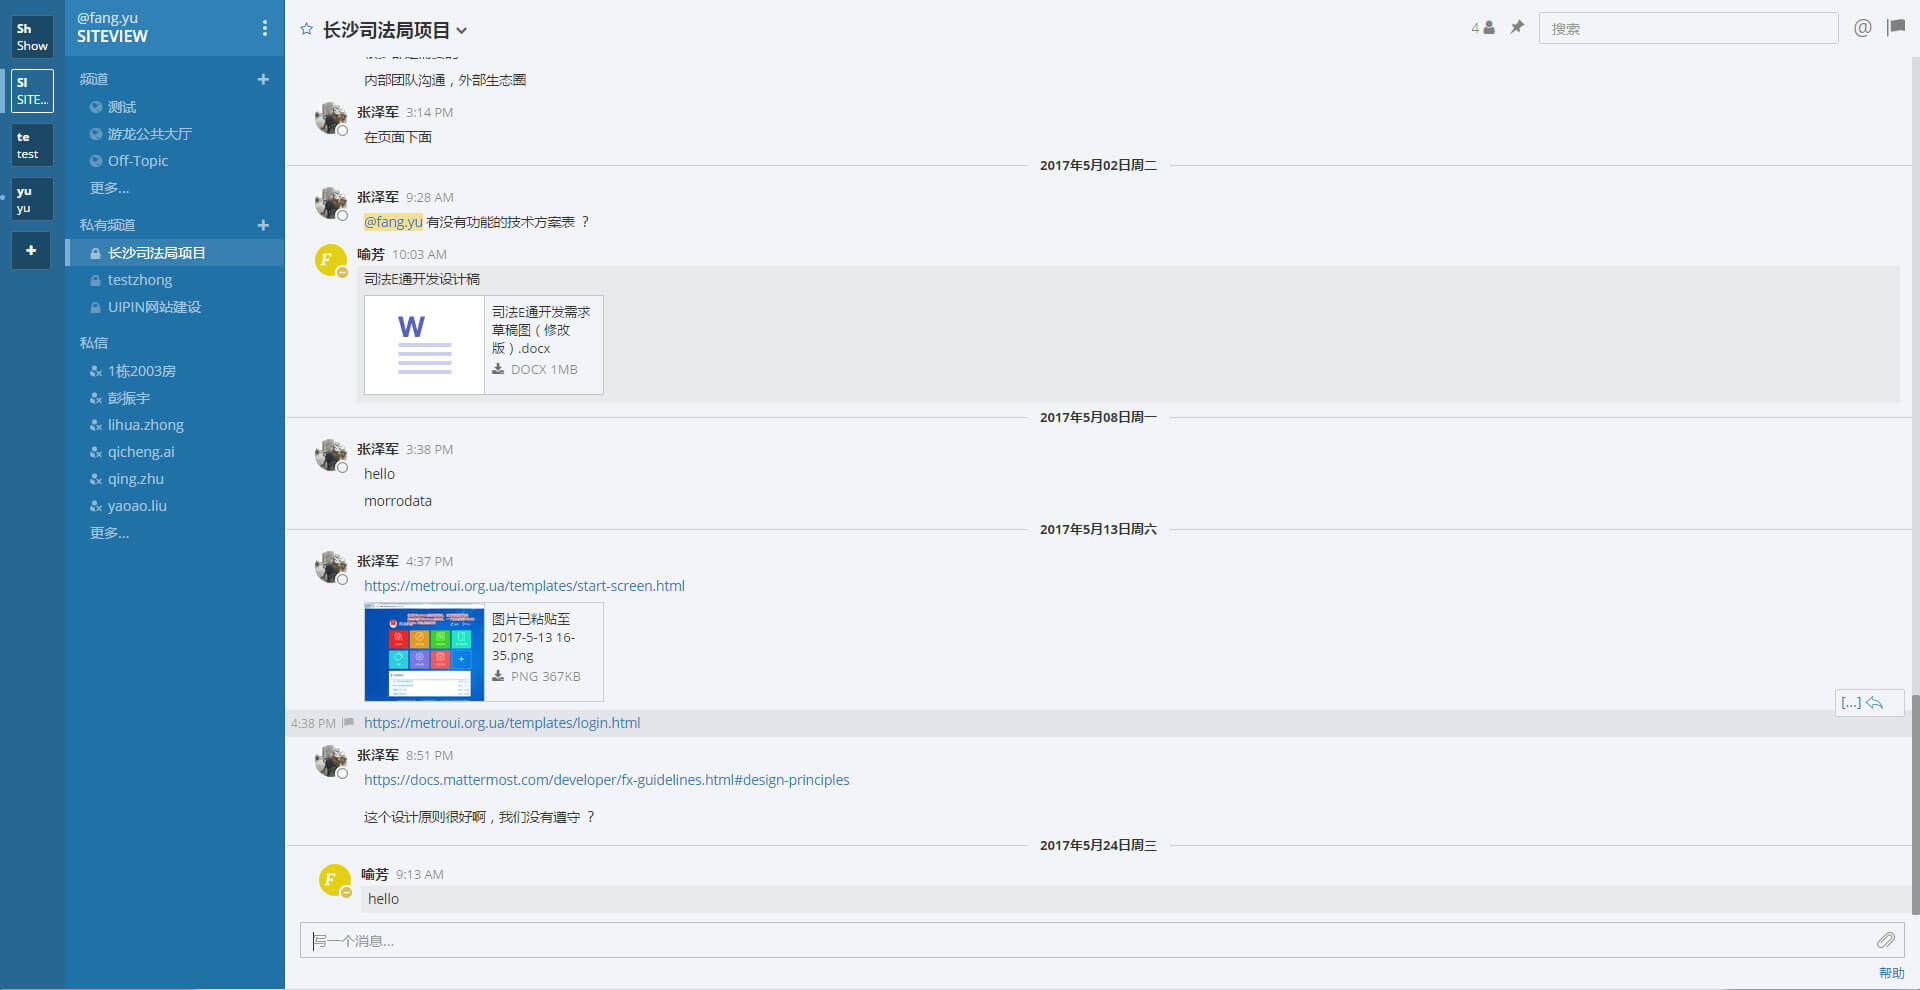 Sh
Show
SI
SITE...
te
test
yu
yu
+
@fang.yu
SITEVIEW
频道
测试
游龙公共大厅
Off-Topic
更多...
私有频道
长沙司法局项目
testzhong
UIPIN网站建设
私信
1栋2003房
彭振宇
lihua.zhong
qicheng.ai
qing.zhu
yaoao.liu
更多...
长沙司法局项目
4
搜索
@
内部团队沟通，外部生态圈
张泽军 3:14 PM
在页面下面
2017年5月02日周二
张泽军 9:28 AM
@fang.yu 有没有功能的技术方案表 ？
F
喻芳 10:03 AM
司法E通开发设计稿
W
司法E通开发需求
草稿图（修改
版）.docx
DOCX 1MB
2017年5月08日周一
张泽军 3:38 PM
hello
morrodata
2017年5月13日周六
张泽军 4:37 PM
https://metroui.org.ua/templates/start-screen.html
图片已粘贴至
2017-5-13 16-
35.png
PNG 367KB
[...]
4:38 PM https://metroui.org.ua/templates/login.html
张泽军 8:51 PM
https://docs.mattermost.com/developer/fx-guidelines.html#design-principles
这个设计原则很好啊，我们没有遵守 ？
2017年5月24日周三
F
喻芳 9:13 AM
hello
写一个消息...
帮助